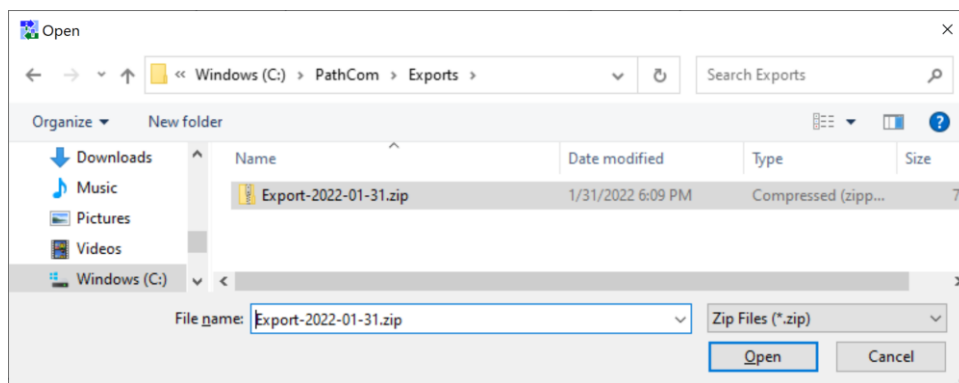 Open
« Windows (C:) › PathCom › Exports ›
Search Exports
Organize
New folder
Name
Date modified
Type
Size
Downloads
Music
Pictures
Videos
Windows (C:)
Export-2022-01-31.zip
1/31/2022 6:09 PM
Compressed (zipp...
7
File name:
Export-2022-01-31.zip
Zip Files (*.zip)
Open
Cancel